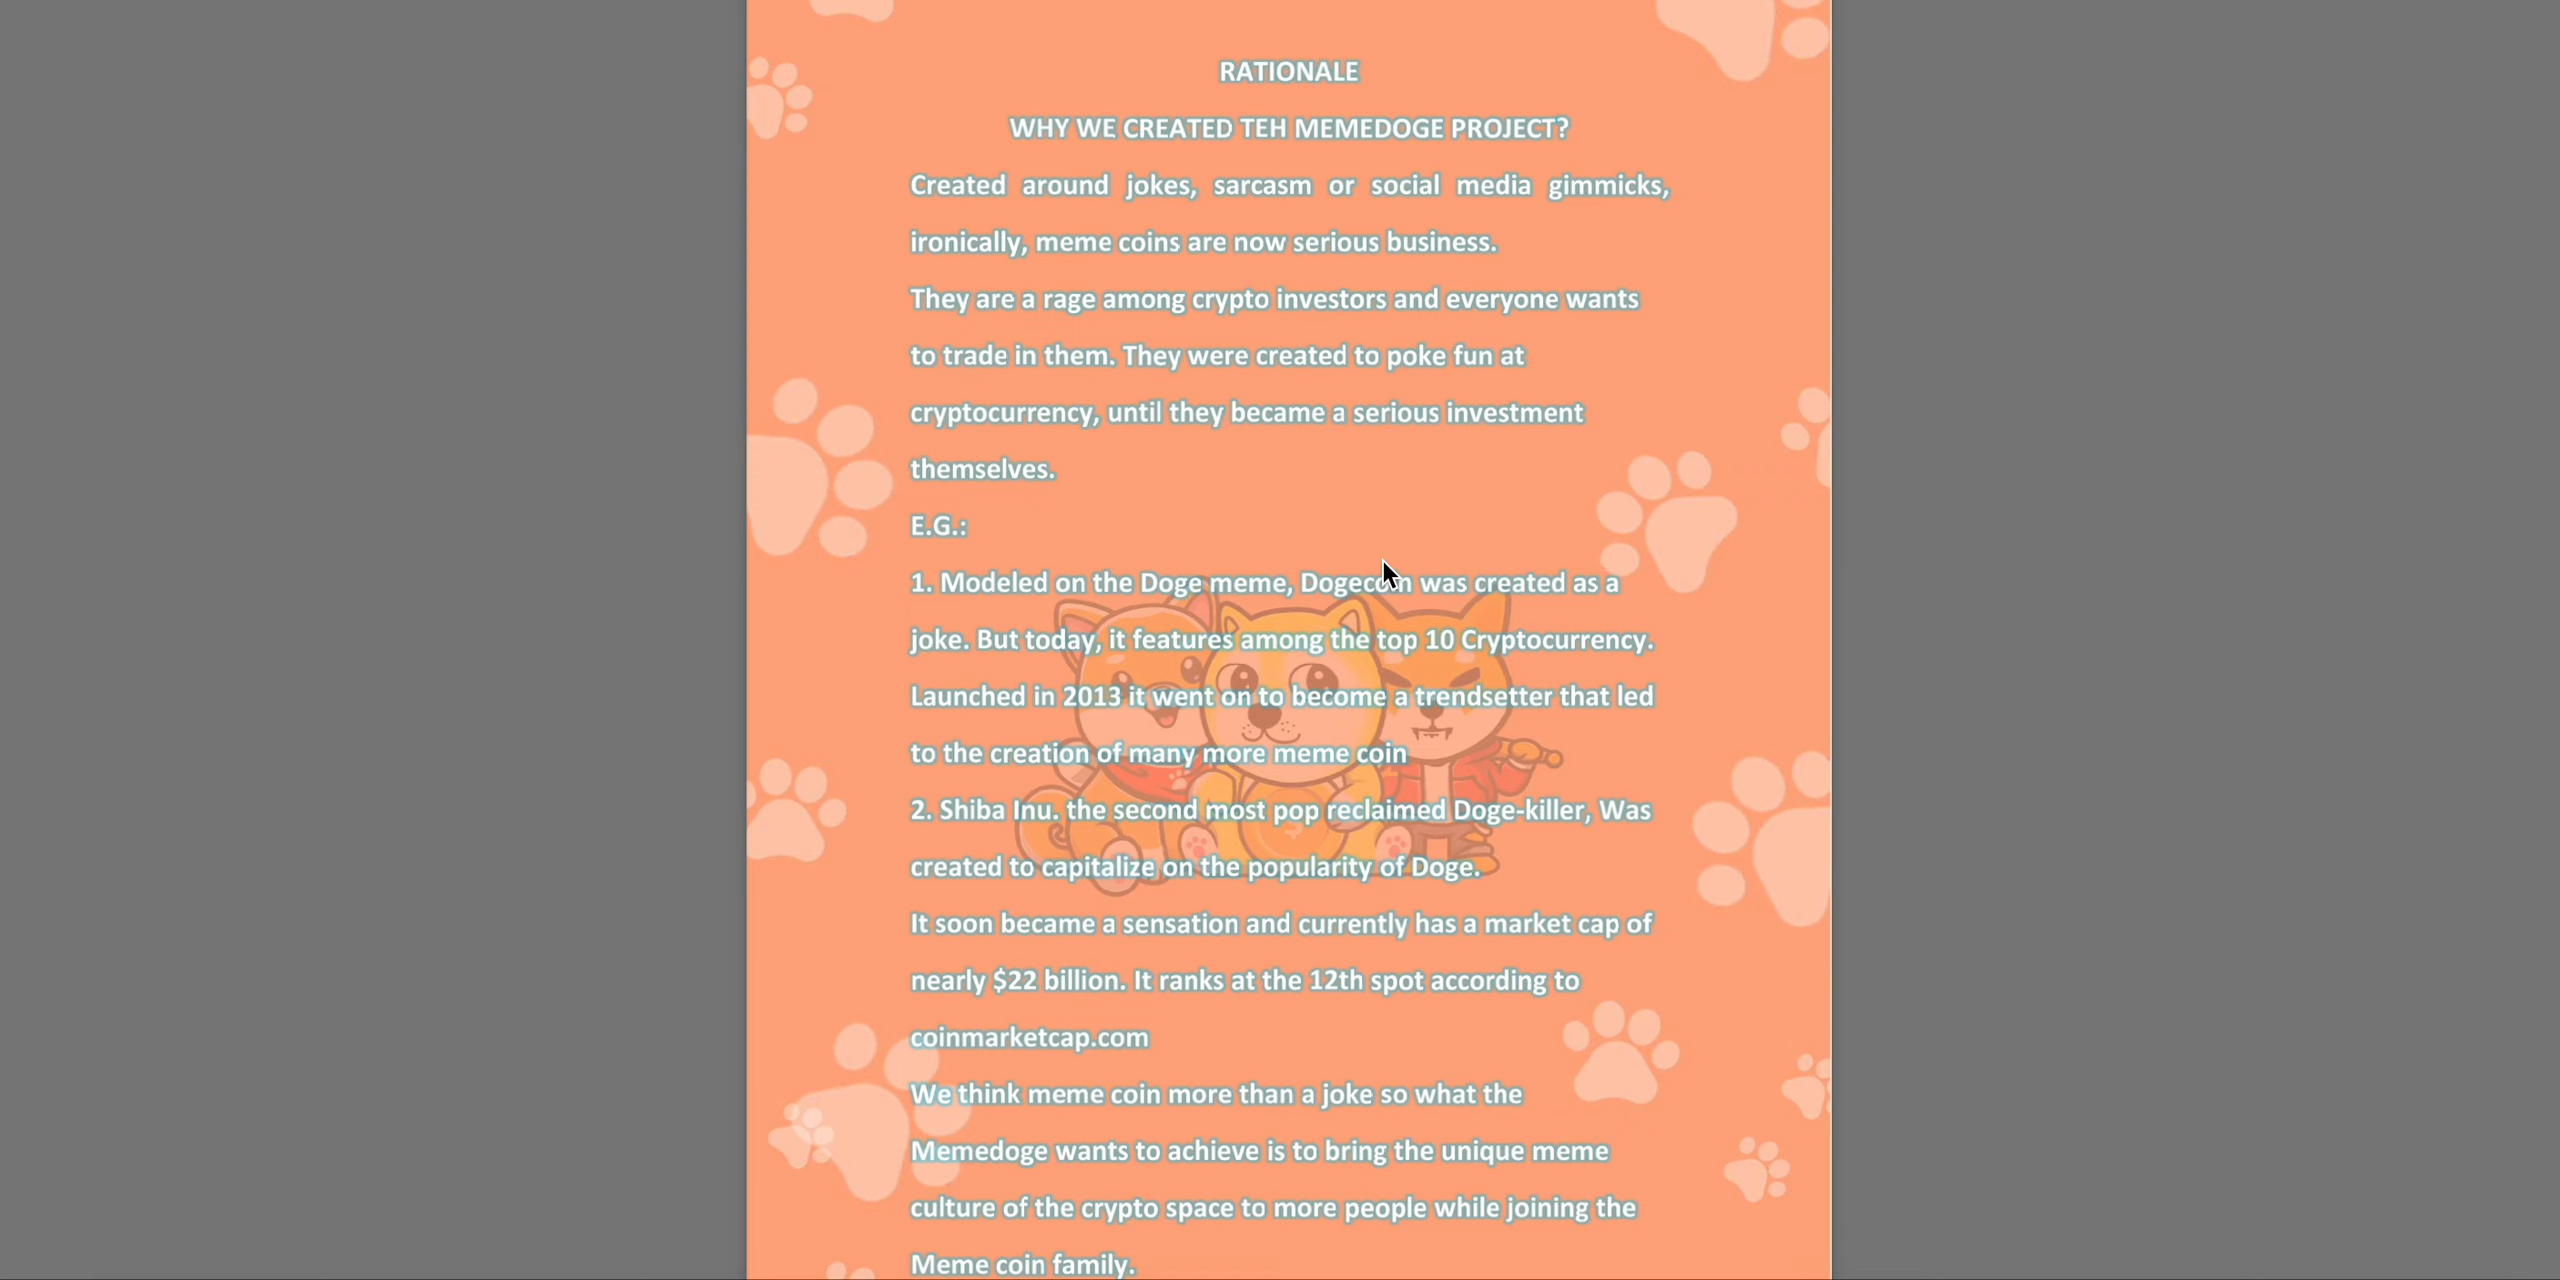 RATIONALE
WHY WE CREATED TEH MEMEDOGE PROJECT?
Created around jokes, sarcasm or social media gimmicks,
ironically, meme coins are now serious business.
They are a rage among crypto investors and everyone wants
to trade in them. They were created to poke fun at
cryptocurrency, until they became a serious investment
themselves.
E.G.:
1. Modeled on the Doge meme, Dogecoin was created as a
joke. But today, it features among the top 10 Cryptocurrency.
Launched in 2013 it went on to become a trendsetter that led
to the creation of many more meme coin
2. Shiba Inu. the second most pop reclaimed Doge-killer, Was
created to capitalize on the popularity of Doge.
It soon became a sensation and currently has a market cap of
nearly $22 billion. It ranks at the 12th spot according to
coinmarketcap.com
We think meme coin more than a joke so what the
Memedoge wants to achieve is to bring the unique meme
culture of the crypto space to more people while joining the
Meme coin family.